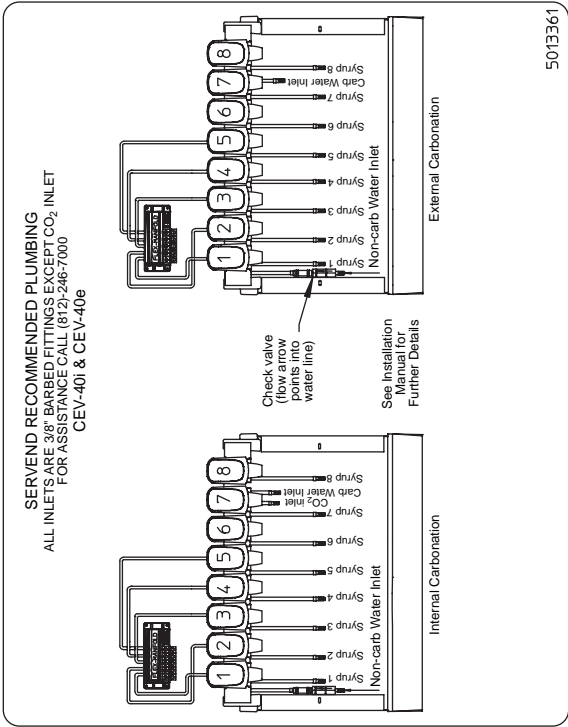 SERVEND RECOMMENDED PLUMBING
ALL INLETS ARE 3/8" BARBED FITTINGS EXCEPT CO2 INLET
FOR ASSISTANCE CALL (812)-246-7000
CEV-40i & CEV-40e
1
2
3
4
5
6
7
8
Syrup 1
Syrup 2
Syrup 3
Syrup 4
Syrup 5
Syrup 6
Syrup 7
CO2 inlet
Carb Water Inlet
Syrup 8
Non-carb Water Inlet
Internal Carbonation
Check valve
(flow arrow
points into
water line)
See Installation
Manual for
Further Details
1
2
3
4
5
6
7
8
Syrup 1
Syrup 2
Syrup 3
Syrup 4
Syrup 5
Syrup 6
Syrup 7
Carb Water Inlet
Syrup 8
Non-carb Water Inlet
External Carbonation
5013361